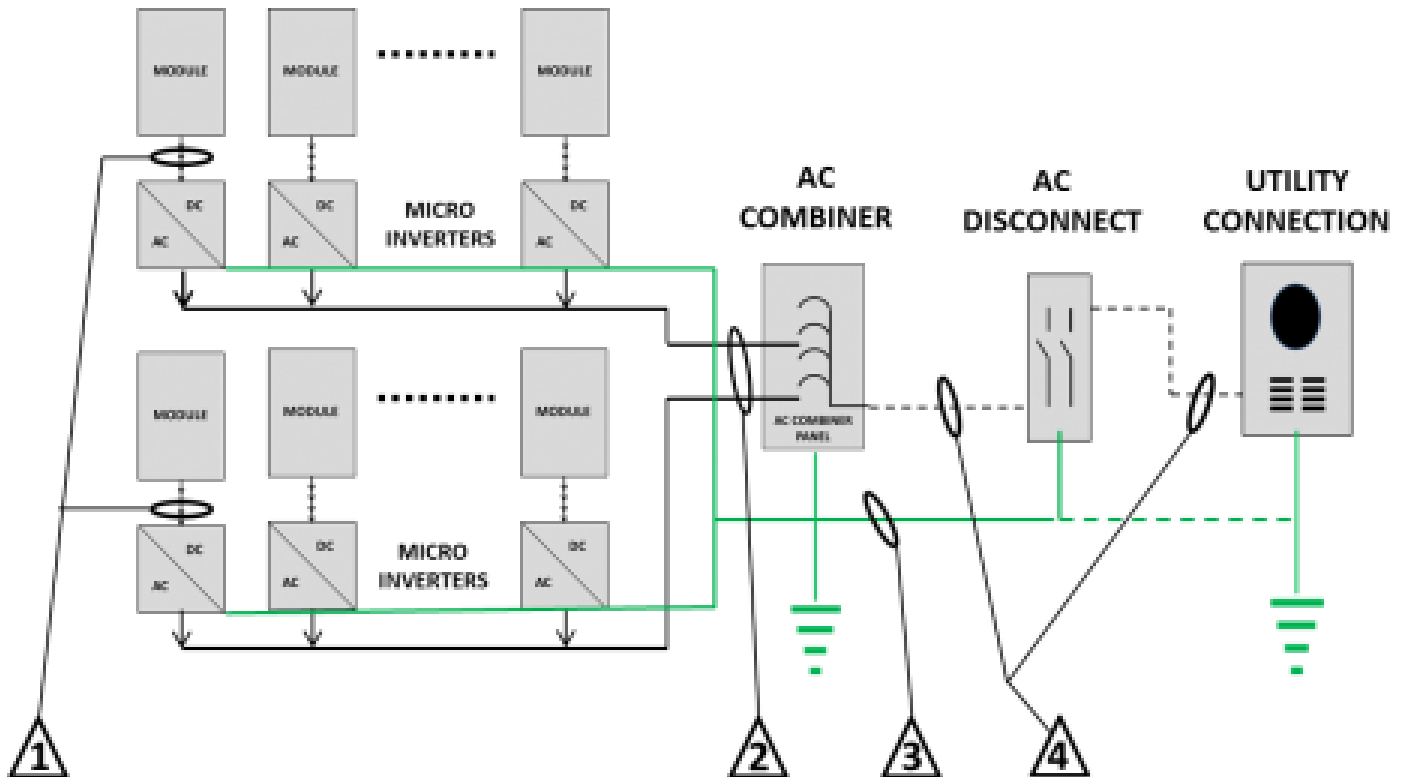 MODULE
MODULE
MODULE
DC
AC
DC
AC
DC
AC
MICRO
INVERTERS
AC
COMBINER
AC
DISCONNECT
UTILITY
CONNECTION
MODULE
MODULE
MODULE
AC COMBINER
PANEL
DC
AC
DC
AC
DC
AC
MICRO
INVERTERS
1
2
3
4